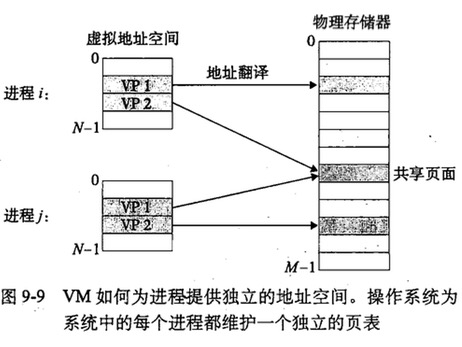 虚拟地址空间
物理存储器
0
0
地址翻译
进程i:
VP 1
VP 2
N–1
共享页面
0
进程j:
VP 1
VP 2
N–1
M–1
图 9-9 VM 如何为进程提供独立的地址空间。操作系统为
系统中的每个进程都维护一个独立的页表